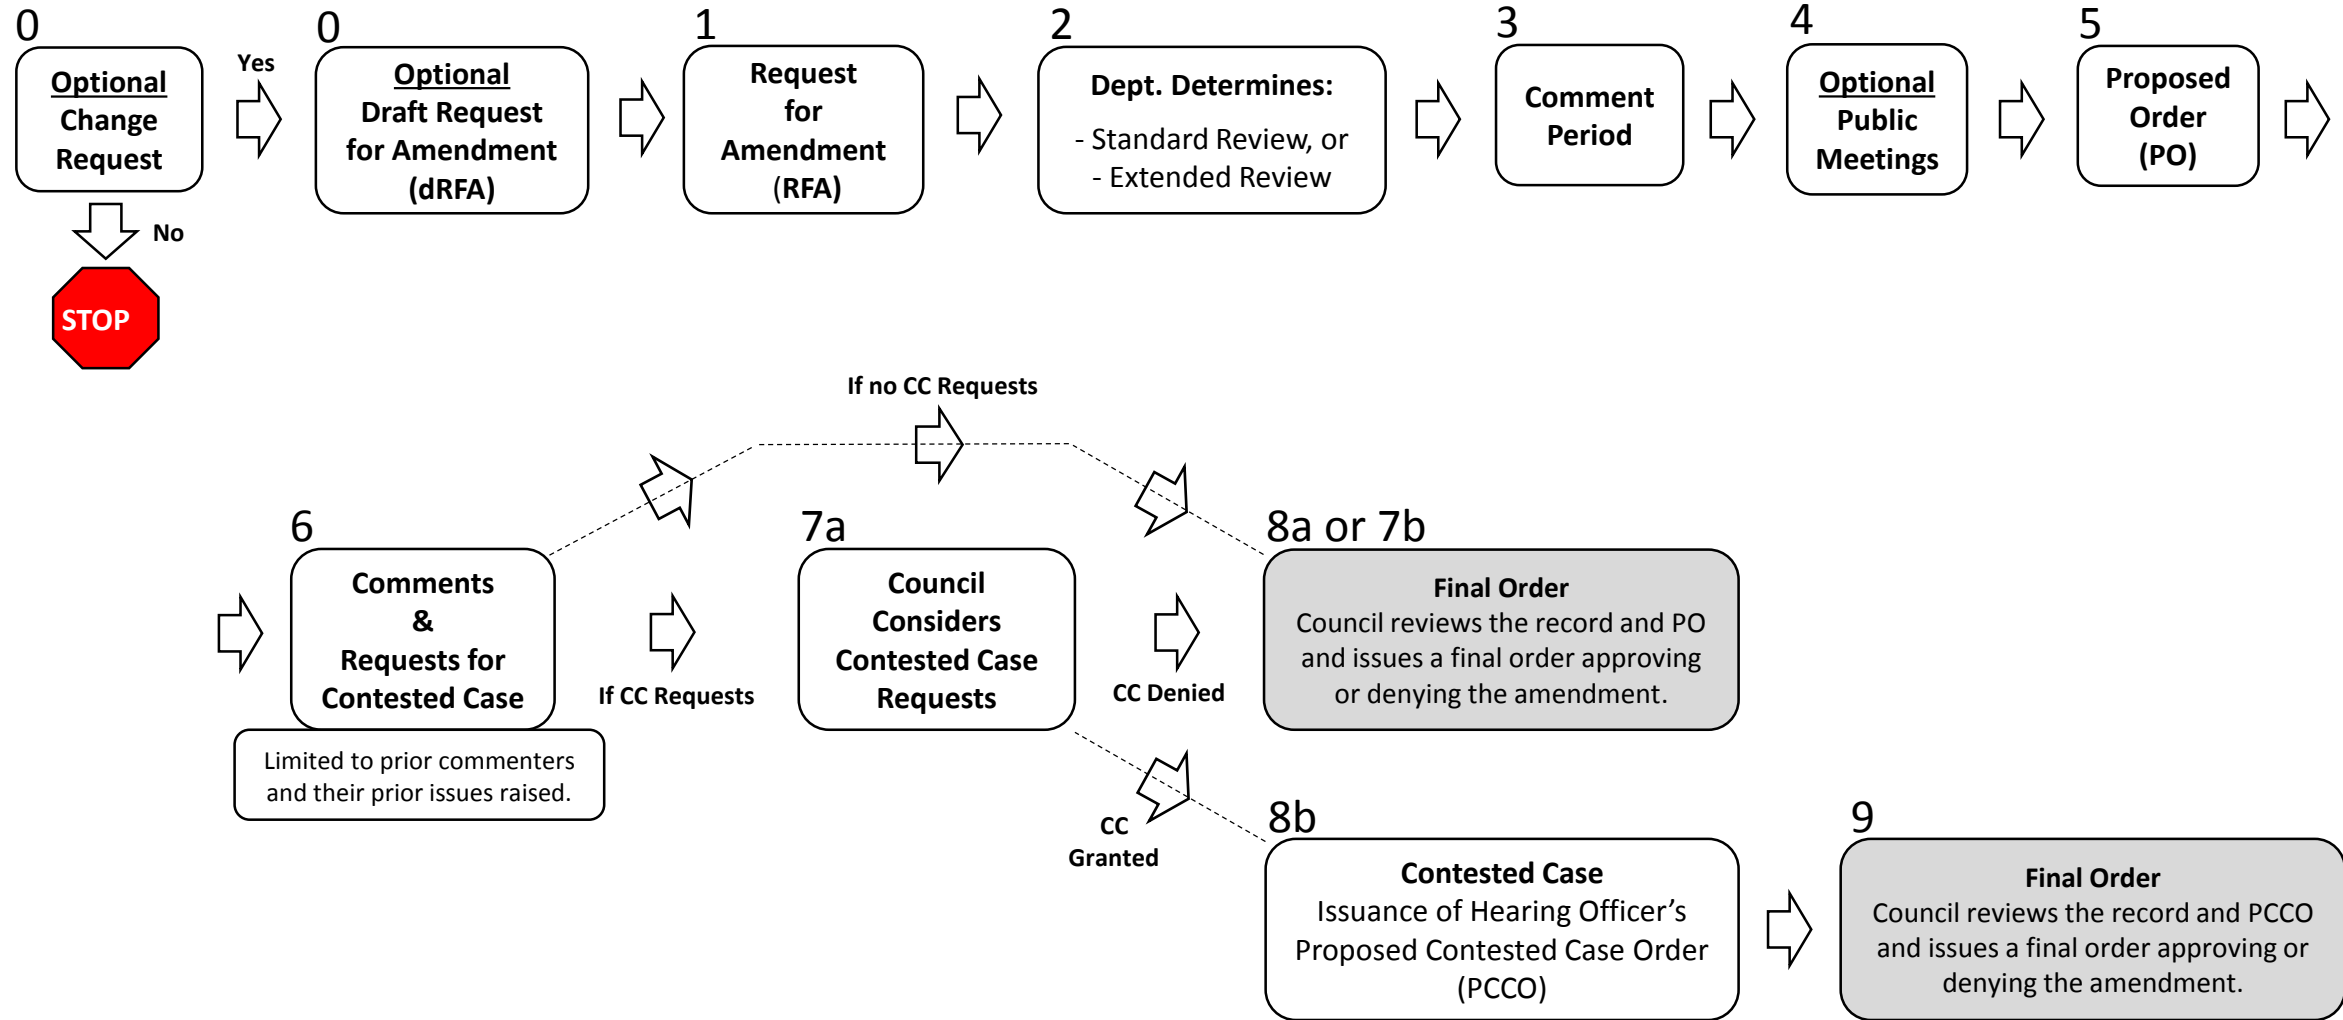 0
Optional
Change
Request
Yes
No
STOP
0
Optional
Draft Request
for Amendment
(dRFA)
1
Request
for
Amendment
(RFA)
2
Dept. Determines:
- Standard Review, or
- Extended Review
3
Comment
Period
4
Optional
Public
Meetings
5
Proposed
Order
(PO)
If no CC Requests
6
Comments
&
Requests for
Contested Case
Limited to prior commenters
and their prior issues raised.
If CC Requests
7a
Council
Considers
Contested Case
Requests
CC Denied
8a or 7b
Final Order
Council reviews the record and PO
and issues a final order approving
or denying the amendment.
CC
Granted
8b
Contested Case
Issuance of Hearing Officer’s
Proposed Contested Case Order
(PCCO)
9
Final Order
Council reviews the record and PCCO
and issues a final order approving or
denying the amendment.